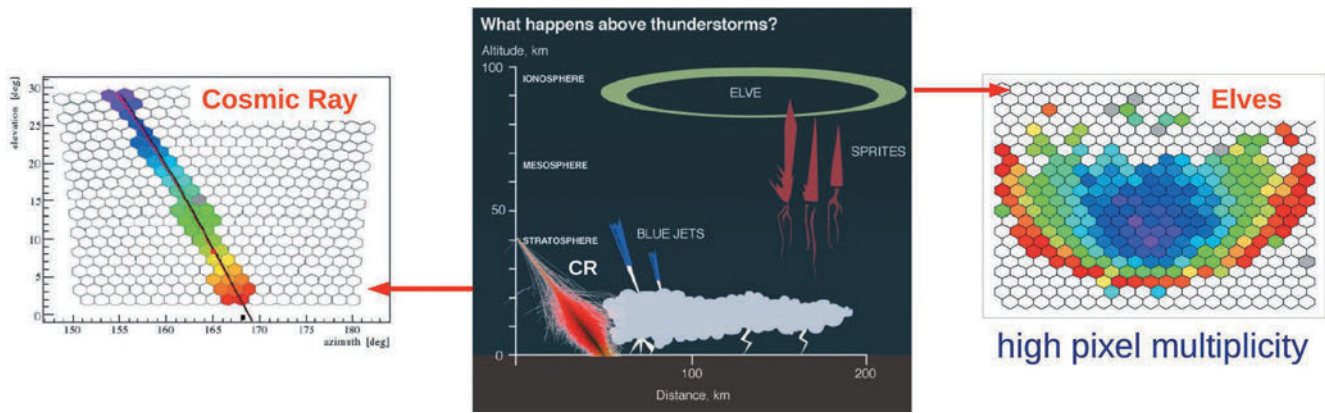 Cosmic Ray
elevation [deg]
30
25
20
15
10
5
0
150 155 160 165 170 175 180
azimuth [deg]
What happens above thunderstorms?
Altitude, km
100
IONOSPHERE
ELVE
SPRITES
MESOSPHERE
50
STRATOSPHERE
BLUE JETS
CR
0
100 200
Distance, km
Elves
high pixel multiplicity